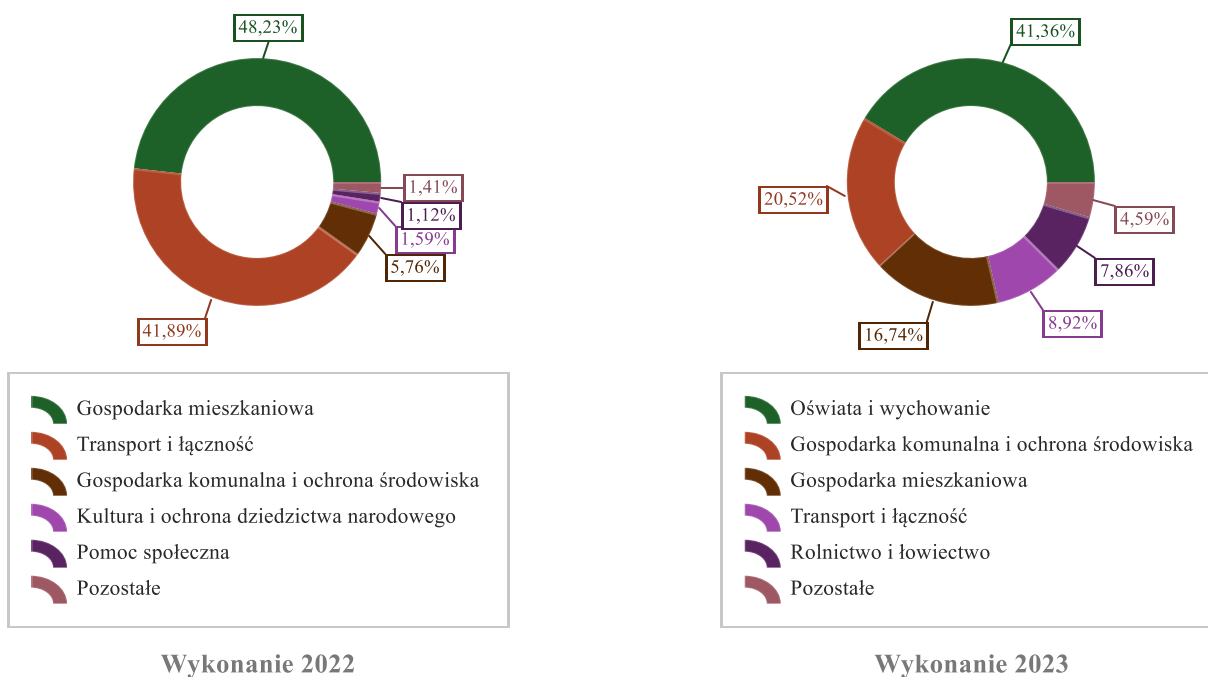 48,23%
1,41%
1,12%
1,59%
5,76%
41,89%
Gospodarka mieszkaniowa
Transport i łączność
Gospodarka komunalna i ochrona środowiska
Kultura i ochrona dziedzictwa narodowego
Pomoc społeczna
Pozostałe
Wykonanie 2022
41,36%
20,52%
4,59%
7,86%
8,92%
16,74%
Oświata i wychowanie
Gospodarka komunalna i ochrona środowiska
Gospodarka mieszkaniowa
Transport i łączność
Rolnictwo i łowiectwo
Pozostałe
Wykonanie 2023